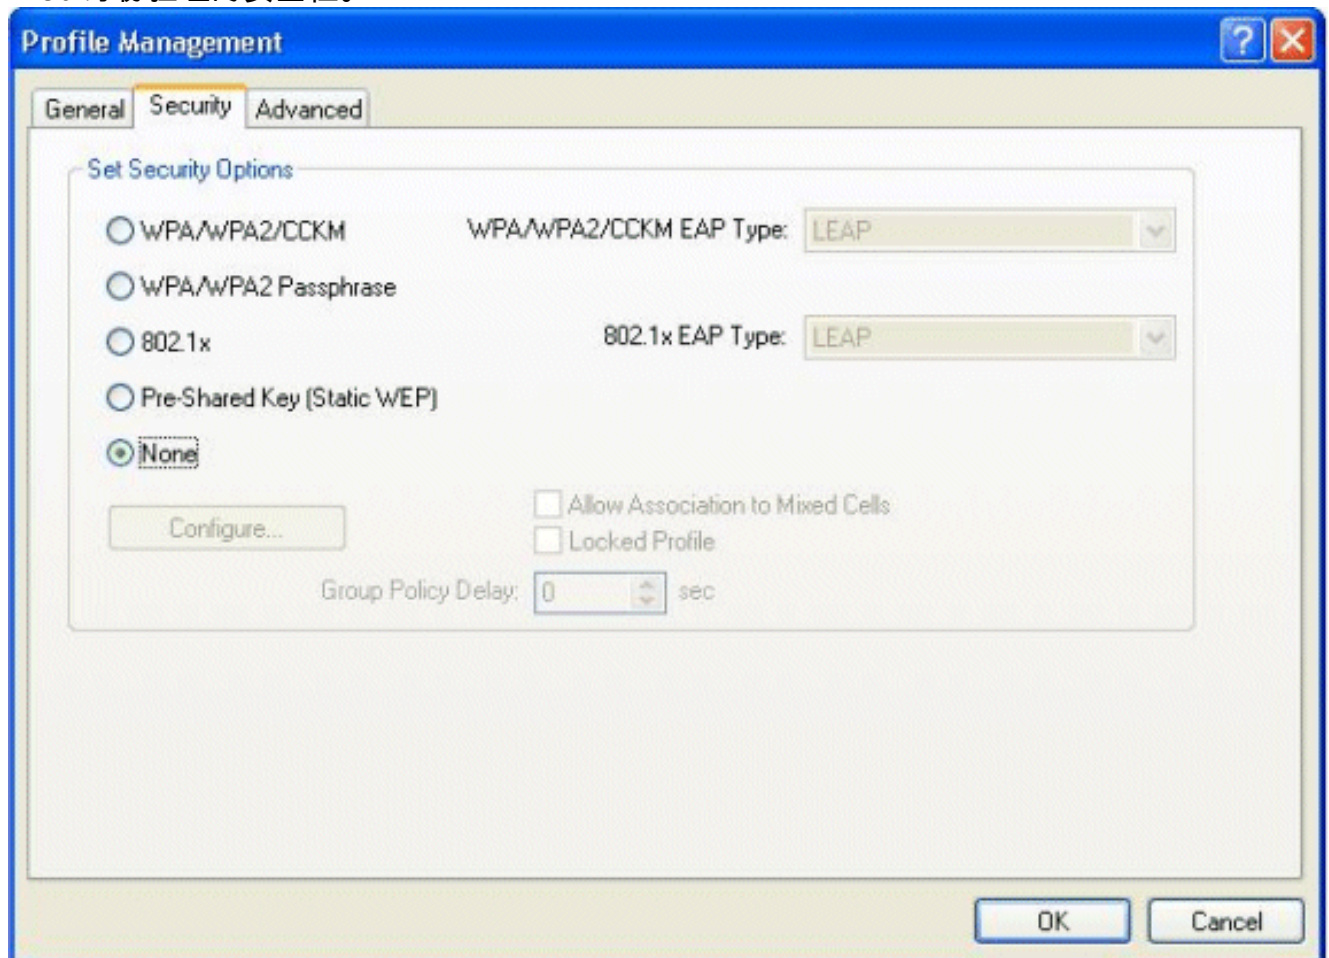 Profile Management
General Security Advanced
Set Security Options
WPA/WPA2/CCKM WPA/WPA2/CCKM EAP Type: LEAP
WPA/WPA2 Passphrase
802.1x 802.1x EAP Type: LEAP
Pre-Shared Key (Static WEP)
None
Configure... Allow Association to Mixed Cells
Locked Profile
Group Policy Delay: 0 sec
OK Cancel